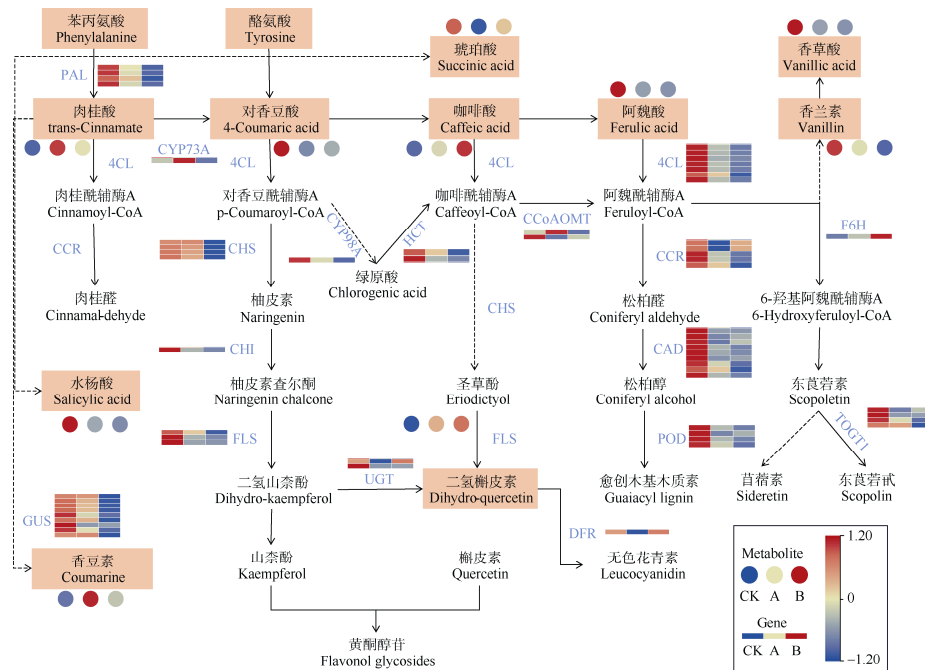 苯丙氨酸
Phenylalanine
酪氨酸
Tyrosine
琥珀酸
Succinic acid
香草酸
Vanillic acid
PAL
肉桂酸
trans-Cinnamate
对香豆酸
4-Coumaric acid
咖啡酸
Caffeic acid
阿魏酸
Ferulic acid
香兰素
Vanillin
4CL
CYP73A
4CL
4CL
4CL
肉桂酰辅酶A
Cinnamoyl-CoA
对香豆酰辅酶A
p-Coumaroyl-CoA
咖啡酰辅酶A
Caffeoyl-CoA
阿魏酰辅酶A
Feruloyl-CoA
CCoAOMT
F6H
CCR
CHS
CYP98A
HCT
CCR
绿原酸
Chlorogenic acid
肉桂醛
Cinnamal-dehyde
柚皮素
Naringenin
CHS
松柏醛
Coniferyl aldehyde
6-羟基阿魏酰辅酶A
6-Hydroxyferuloyl-CoA
CHI
CAD
水杨酸
Salicylic acid
柚皮素查尔酮
Naringenin chalcone
圣草酚
Eriodictyol
松柏醇
Coniferyl alcohol
东莨菪素
Scopoletin
FLS
FLS
POD
TOGT1
UGT
二氢山柰酚
Dihydro-kaempferol
二氢槲皮素
Dihydro-quercetin
愈创木基木质素
Guaiacyl lignin
苜蓿素
Sideretin
东莨菪甙
Scopolin
GUS
DFR
香豆素
Coumarine
山柰酚
Kaempferol
槲皮素
Quercetin
无色花青素
Leucocyanidin
黄酮醇苷
Flavonol glycosides
Metabolite
CK A B
Gene
CK A B
1.20
0
−1.20